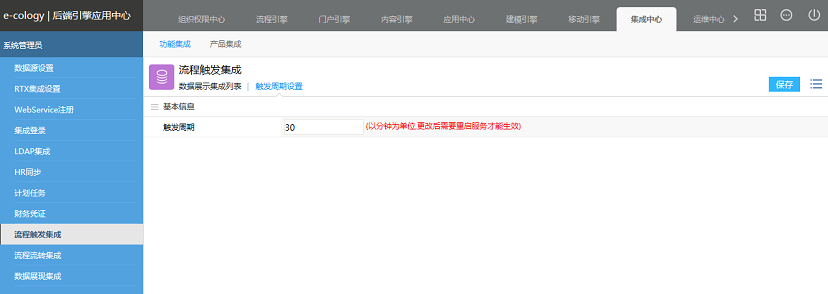 e-cology | 后端引擎应用中心
组织权限中心 流程引擎 门户引擎 内容引擎 应用中心 建模引擎 移动引擎 集成中心 运维中心
系统管理员
功能集成 产品集成
数据源设置
RTX集成设置
WebService注册
集成登录
LDAP集成
HR同步
计划任务
财务凭证
流程触发集成
流程流转集成
数据展现集成
流程触发集成
数据展示集成列表 | 触发周期设置
保存
基本信息
触发周期 30 (以分钟为单位,更改后需要重启服务才能生效)